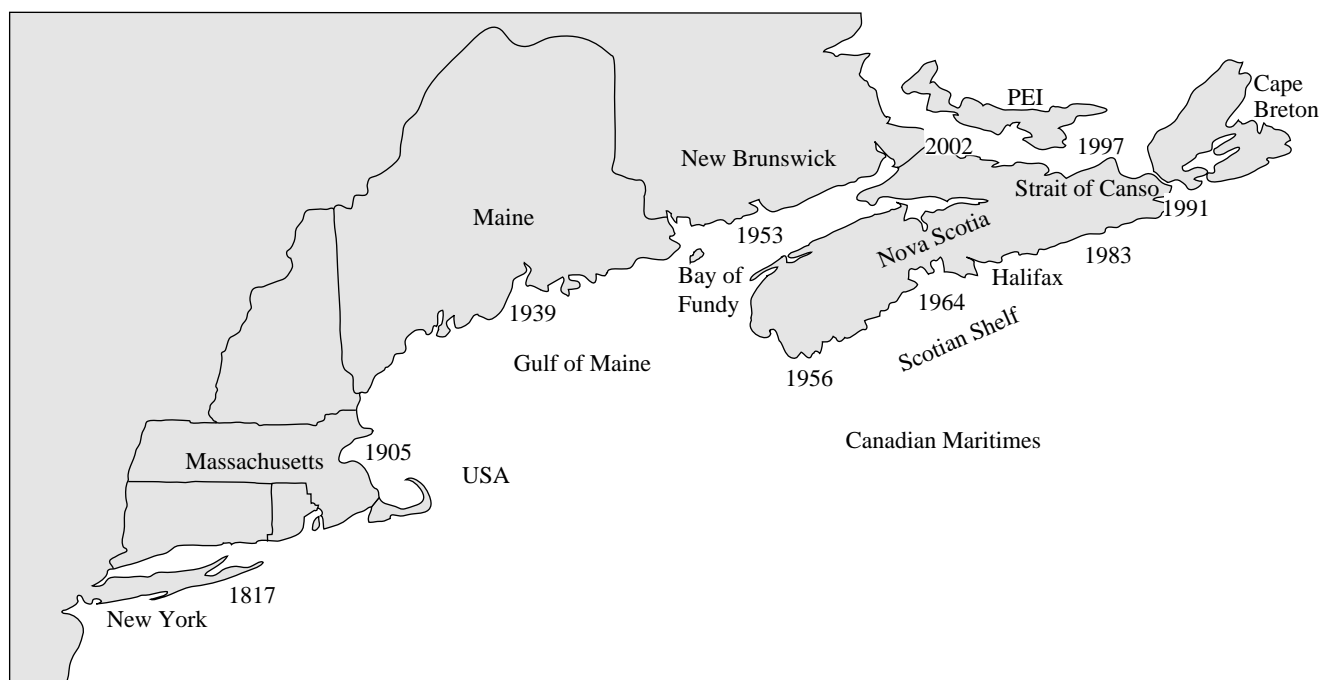 Cape
Breton
PEI
2002
1997
New Brunswick
Strait of Canso
1991
Maine
1953
Nova Scotia
1983
Bay of
Fundy
Halifax
1939
1964
Scotian Shelf
Gulf of Maine
1956
Canadian Maritimes
1905
Massachusetts
USA
1817
New York